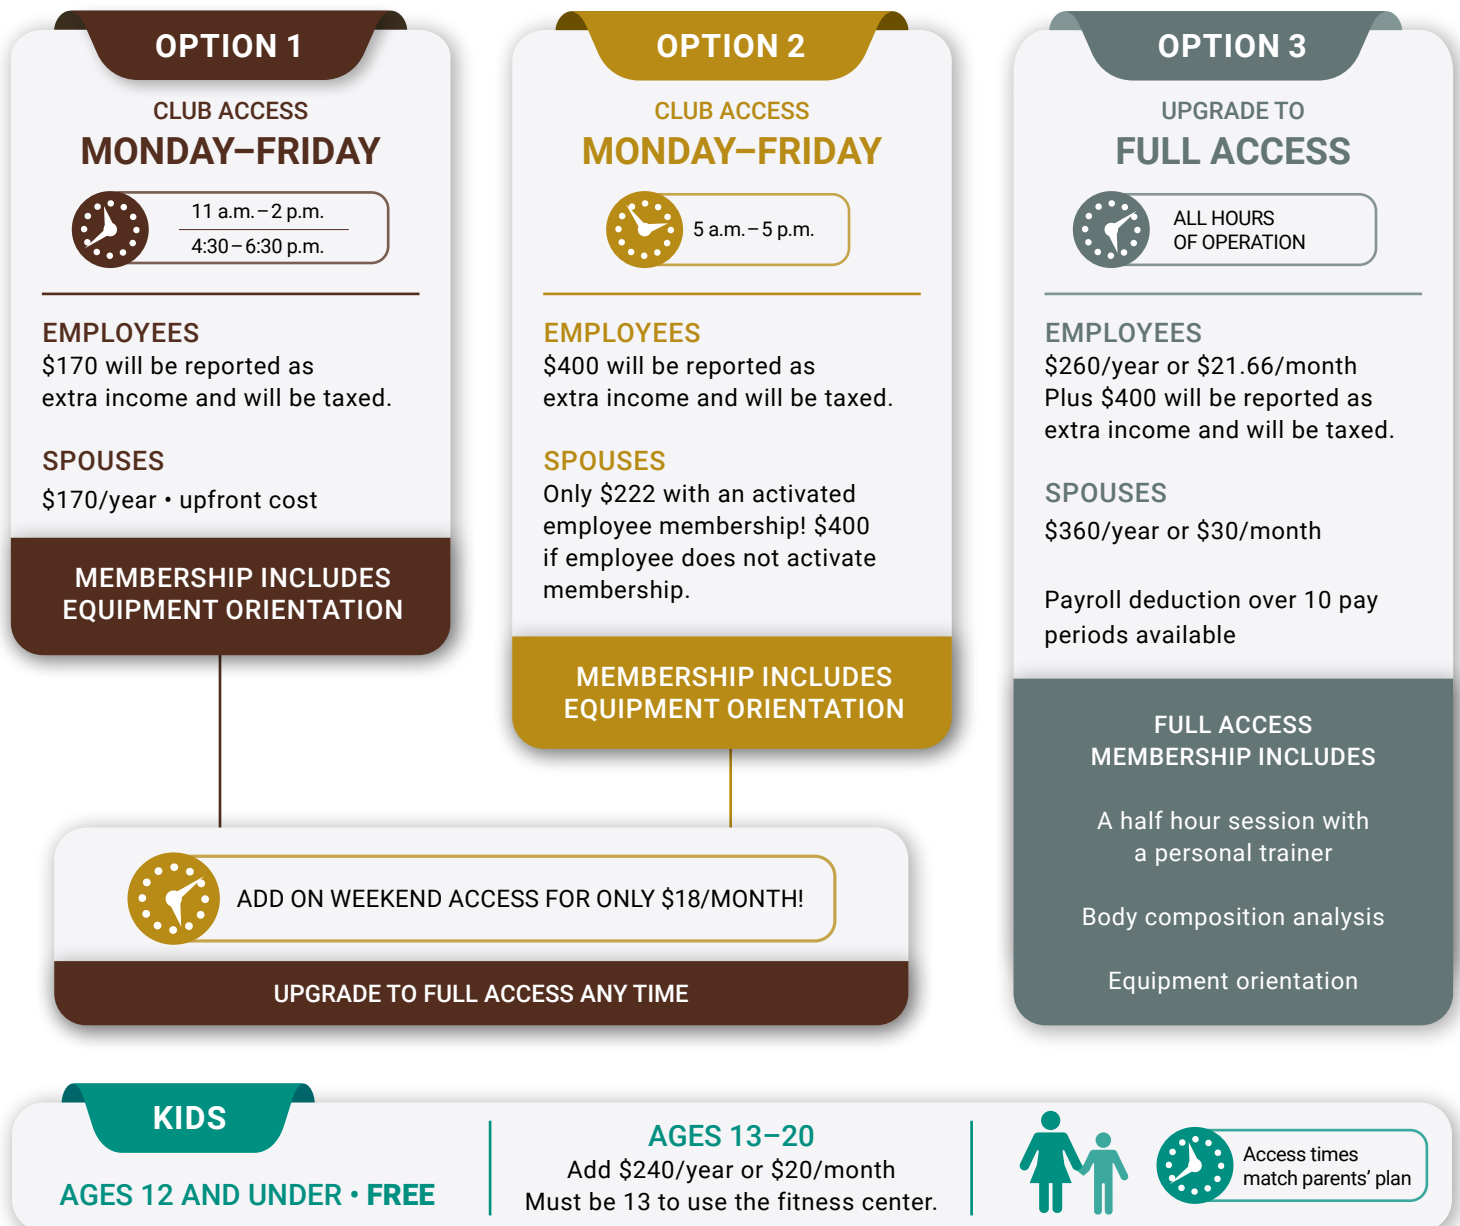 OPTION 1
CLUB ACCESS
MONDAY–FRIDAY
11 a.m.–2 p.m.
4:30–6:30 p.m.
EMPLOYEES
$170 will be reported as
extra income and will be taxed.
SPOUSES
$170/year • upfront cost
MEMBERSHIP INCLUDES
EQUIPMENT ORIENTATION
OPTION 2
CLUB ACCESS
MONDAY–FRIDAY
5 a.m.–5 p.m.
EMPLOYEES
$400 will be reported as
extra income and will be taxed.
SPOUSES
Only $222 with an activated
employee membership! $400
if employee does not activate
membership.
MEMBERSHIP INCLUDES
EQUIPMENT ORIENTATION
ADD ON WEEKEND ACCESS FOR ONLY $18/MONTH!
UPGRADE TO FULL ACCESS ANY TIME
OPTION 3
UPGRADE TO
FULL ACCESS
ALL HOURS
OF OPERATION
EMPLOYEES
$260/year or $21.66/month
Plus $400 will be reported as
extra income and will be taxed.
SPOUSES
$360/year or $30/month
Payroll deduction over 10 pay
periods available
FULL ACCESS
MEMBERSHIP INCLUDES
A half hour session with
a personal trainer
Body composition analysis
Equipment orientation
KIDS
AGES 12 AND UNDER • FREE
AGES 13–20
Add $240/year or $20/month
Must be 13 to use the fitness center.
Access times
match parents’ plan